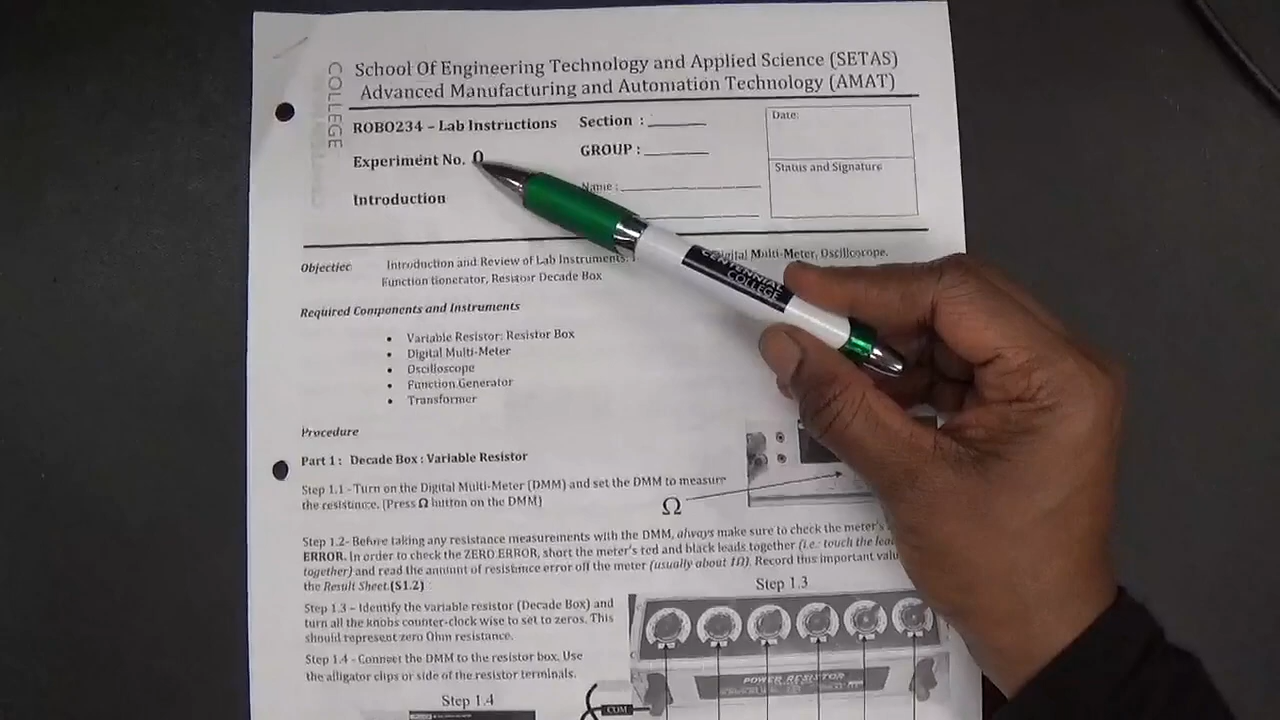 COLLEGE
School Of Engineering Technology and Applied Science (SETAS)
Advanced Manufacturing and Automation Technology (AMAT)
ROBO234 – Lab Instructions
Section : ______
Date:
Experiment No. 0
GROUP : ______
Status and Signature
Introduction
Name :
Objective:
Introduction and Review of Lab Instruments: Digital Multi-Meter, Oscilloscope,
Function Generator, Resistor Decade Box
Required Components and Instruments
• Variable Resistor: Resistor Box
• Digital Multi-Meter
• Oscilloscope
• Function Generator
• Transformer
Procedure
Part 1 : Decade Box : Variable Resistor
Step 1.1 - Turn on the Digital Multi-Meter (DMM) and set the DMM to measure
the resistance. (Press Ω button on the DMM)
Ω
Step 1.2- Before taking any resistance measurements with the DMM, always make sure to check the meter's
ERROR. In order to check the ZERO ERROR, short the meter's red and black leads together (i.e.: touch the
together) and read the amount of resistance error off the meter (usually about 1Ω). Record this important
the Result Sheet.(S1.2)
Step 1.3 – Identify the variable resistor (Decade Box) and
turn all the knobs counter-clock wise to set to zeros. This
should represent zero Ohm resistance.
Step 1.4 - Connect the DMM to the resistor box. Use
the alligator clips or side of the resistor terminals.
Step 1.4
Step 1.3
POWER RESISTOR
COM
CENTENNIAL
COLLEGE